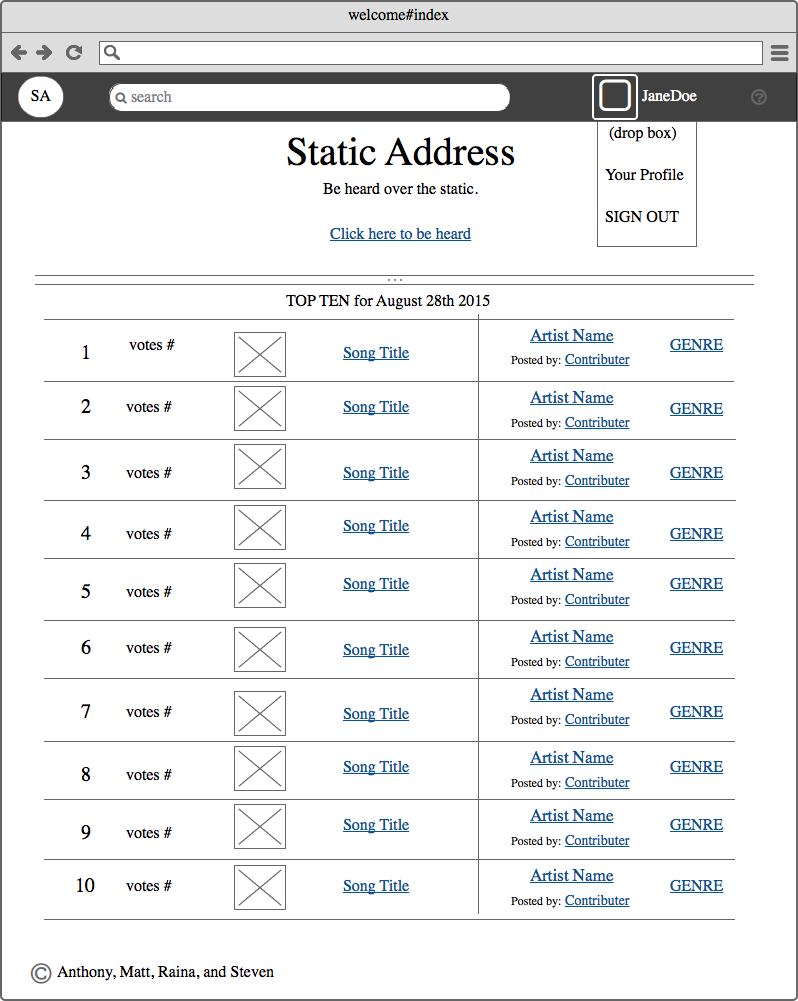 welcome#index
SA
search
JaneDoe
?
(drop box)
Your Profile
SIGN OUT
Static Address
Be heard over the static.
Click here to be heard
TOP TEN for August 28th 2015
1 votes # Song Title Artist Name GENRE
Posted by: Contributer
2 votes # Song Title Artist Name GENRE
Posted by: Contributer
3 votes # Song Title Artist Name GENRE
Posted by: Contributer
4 votes # Song Title Artist Name GENRE
Posted by: Contributer
5 votes # Song Title Artist Name GENRE
Posted by: Contributer
6 votes # Song Title Artist Name GENRE
Posted by: Contributer
7 votes # Song Title Artist Name GENRE
Posted by: Contributer
8 votes # Song Title Artist Name GENRE
Posted by: Contributer
9 votes # Song Title Artist Name GENRE
Posted by: Contributer
10 votes # Song Title Artist Name GENRE
Posted by: Contributer
© Anthony, Matt, Raina, and Steven